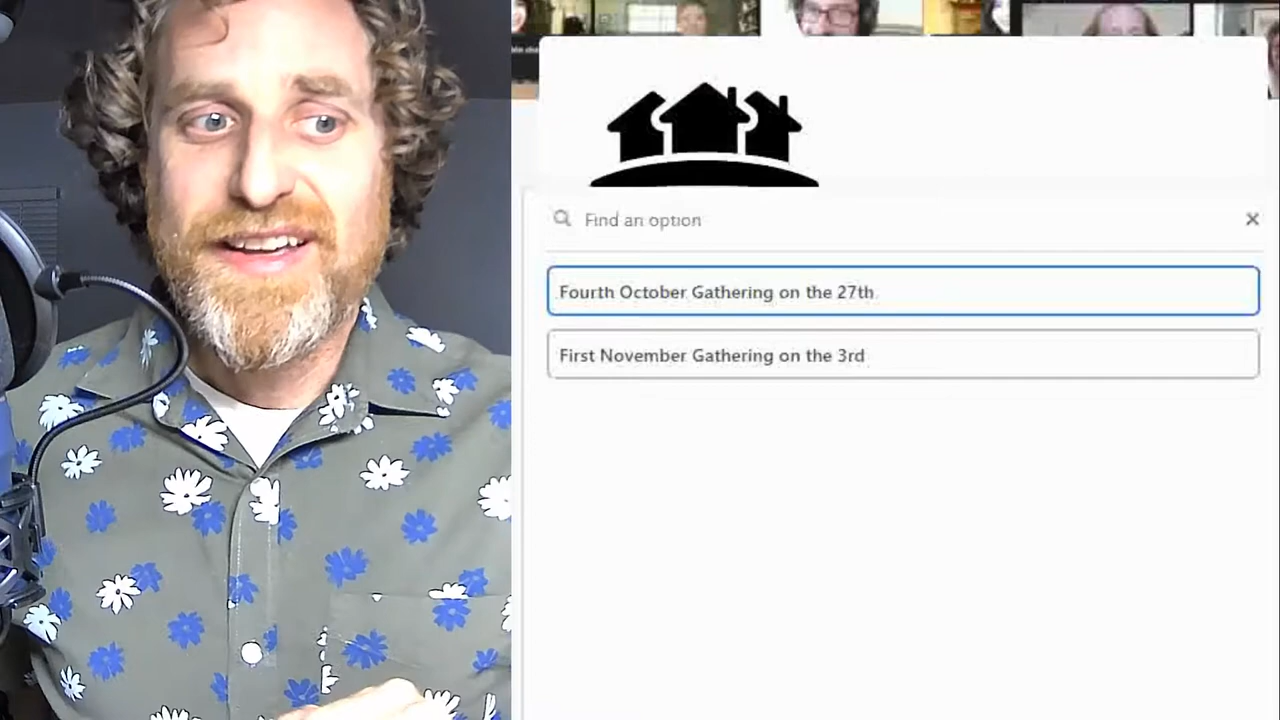 Find an option
Fourth October Gathering on the 27th
First November Gathering on the 3rd